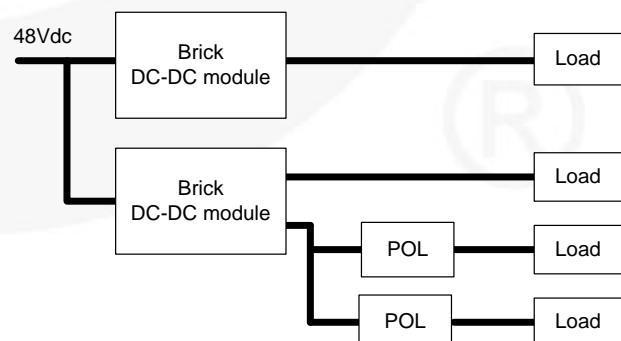 48Vdc
Brick
DC-DC module
Load
Brick
DC-DC module
Load
POL
Load
POL
Load
®